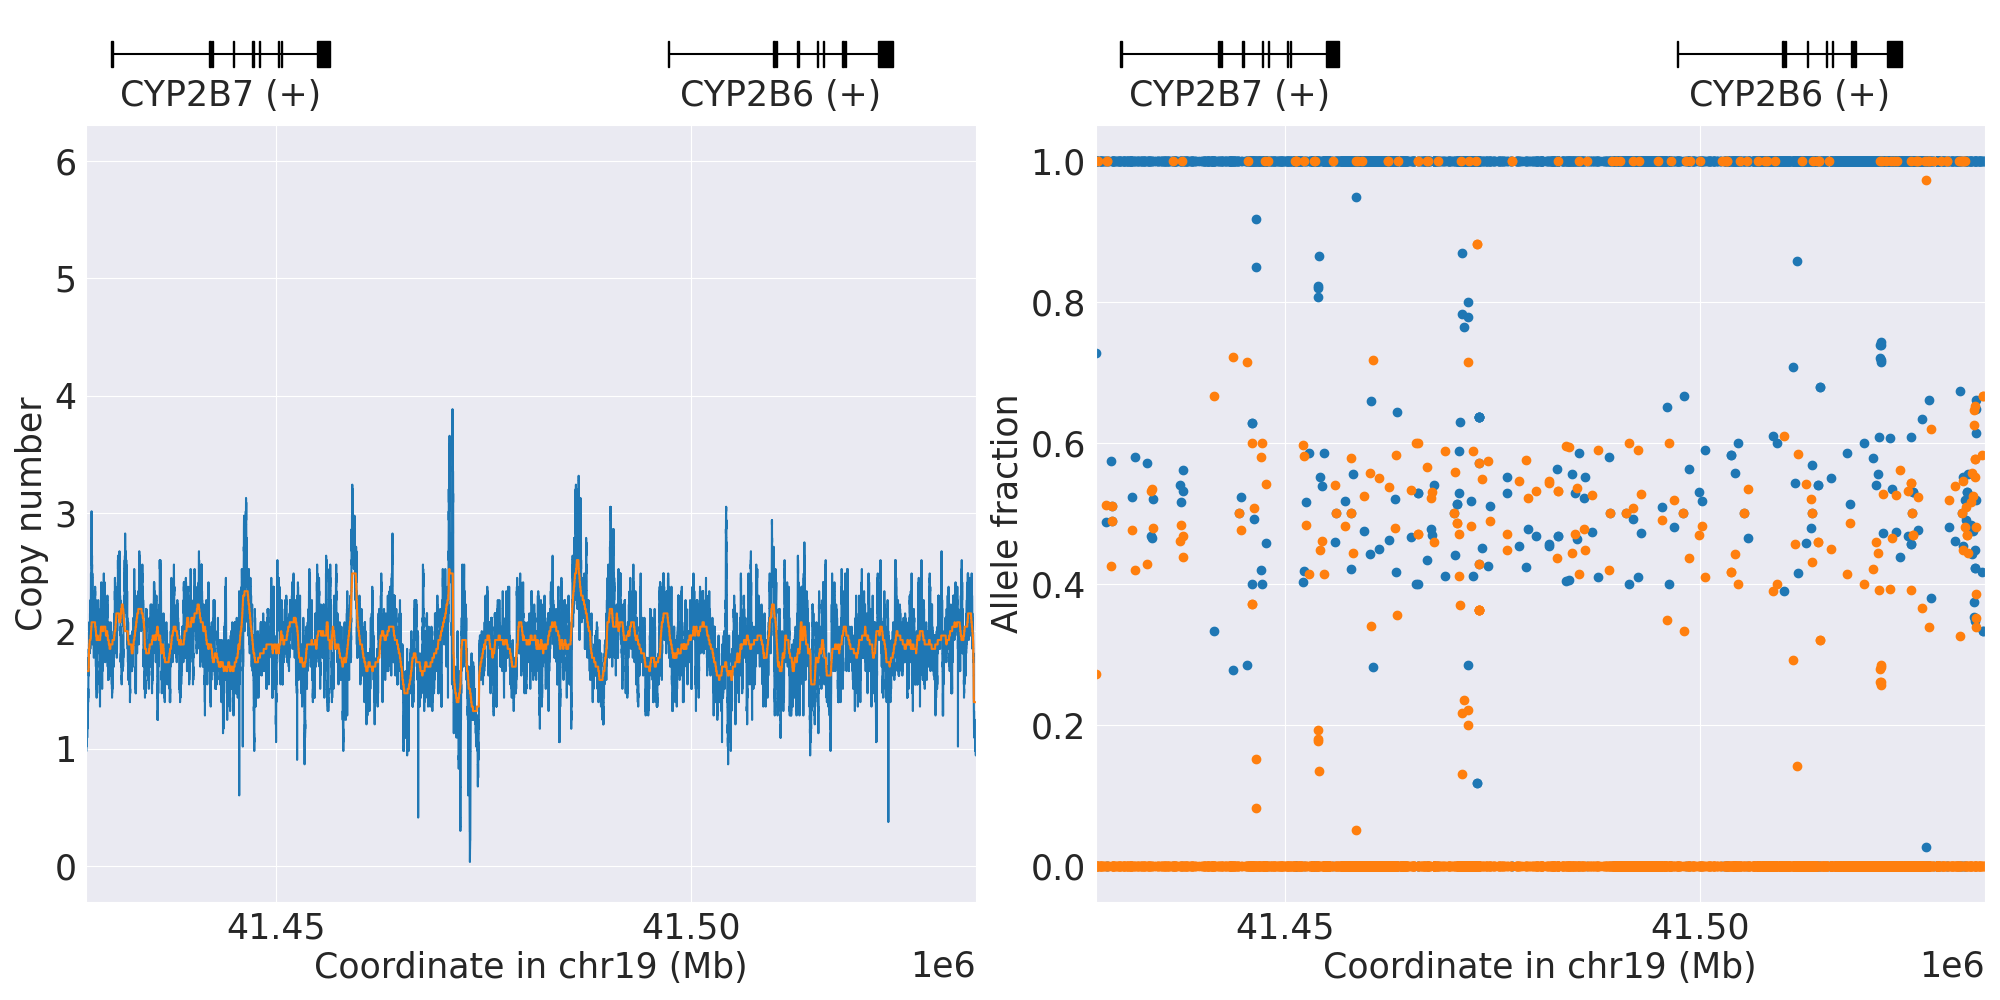 CYP2B7 (+) CYP2B6 (+)
6
5
4
3
2
1
0
Copy number
41.45 41.50
Coordinate in chr19 (Mb) 1e6
CYP2B7 (+) CYP2B6 (+)
1.0
0.8
0.6
0.4
0.2
0.0
Allele fraction
41.45 41.50
Coordinate in chr19 (Mb) 1e6